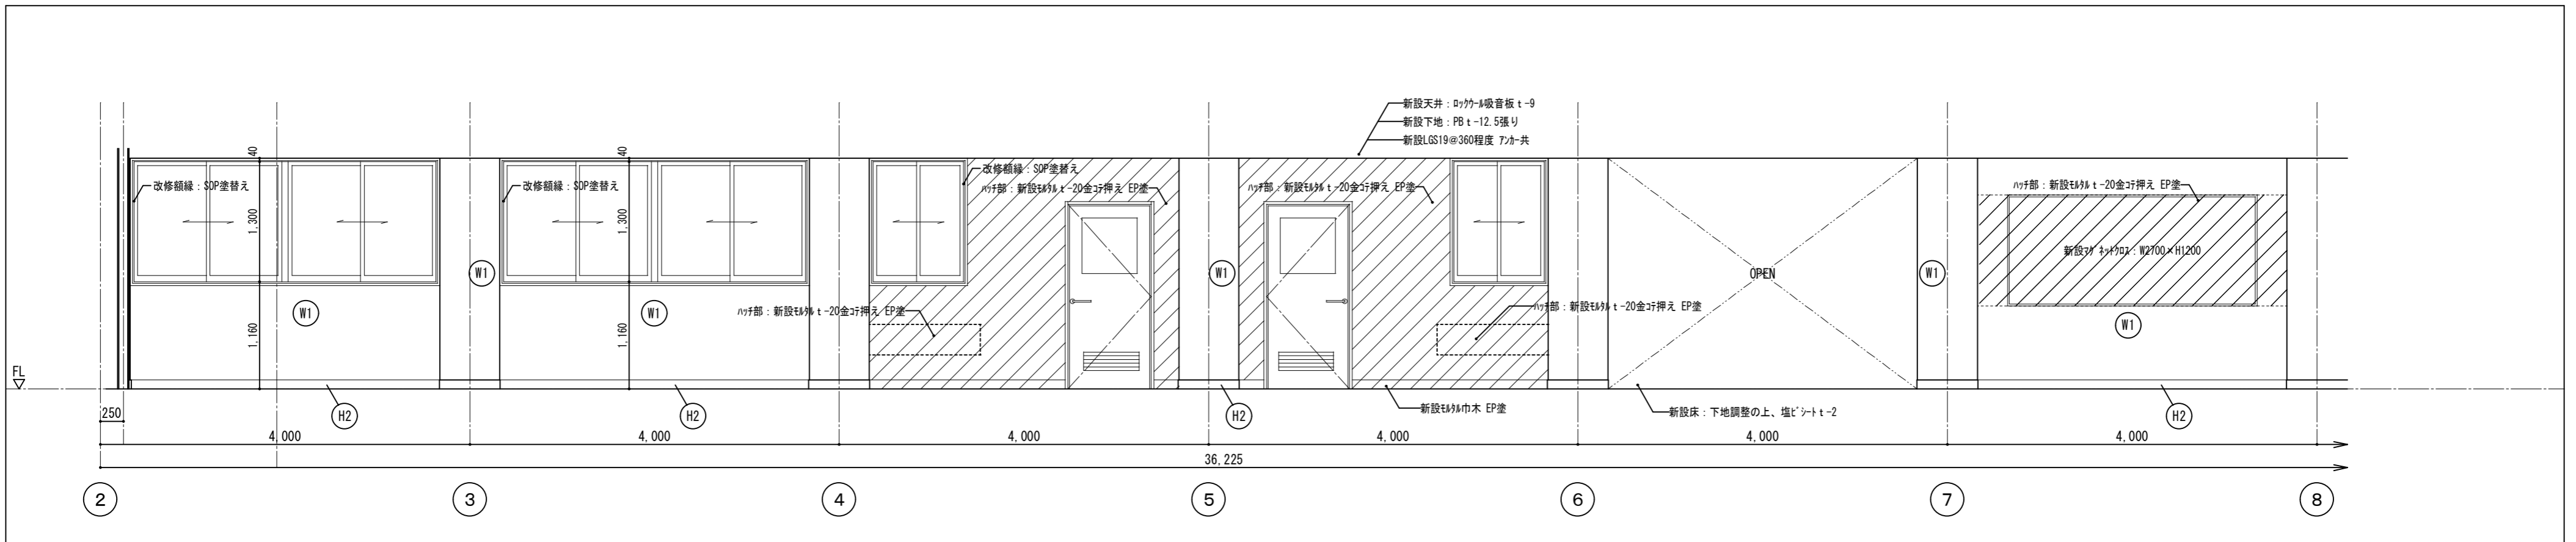 新設天井：ﾛｯｸｳｰﾙ吸音板ｔ-9
新設下地：PBｔ-12.5張り
新設LGS19@360程度 ｱﾝｶｰ共
40
40
改修額縁：SOP塗替え
改修額縁：SOP塗替え
改修額縁：SOP塗替え
ﾊｯﾁ部：新設ﾓﾙﾀﾙｔ-20金ｺﾃ押え EP塗
ﾊｯﾁ部：新設ﾓﾙﾀﾙｔ-20金ｺﾃ押え EP塗
ﾊｯﾁ部：新設ﾓﾙﾀﾙｔ-20金ｺﾃ押え EP塗
1,300
1,300
新設ﾏｸﾞﾈｯﾄｸﾛｽ：W2700×H1200
W1
W1
OPEN
W1
W1
W1
ﾊｯﾁ部：新設ﾓﾙﾀﾙｔ-20金ｺﾃ押え EP塗
ﾊｯﾁ部：新設ﾓﾙﾀﾙｔ-20金ｺﾃ押え EP塗
W1
1,160
1,160
FL
250
H2
H2
H2
新設ﾓﾙﾀﾙ巾木 EP塗
新設床：下地調整の上、塩ﾋﾞｼｰﾄｔ-2
H2
4,000
4,000
4,000
4,000
4,000
4,000
36,225
2
3
4
5
6
7
8